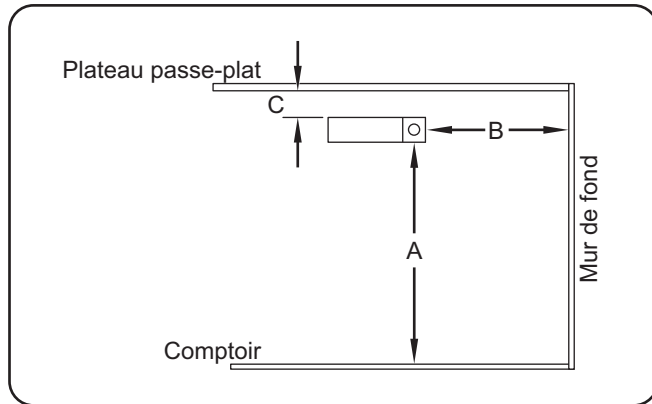 Plateau passe-plat
C
B
A
Mur de fond
Comptoir